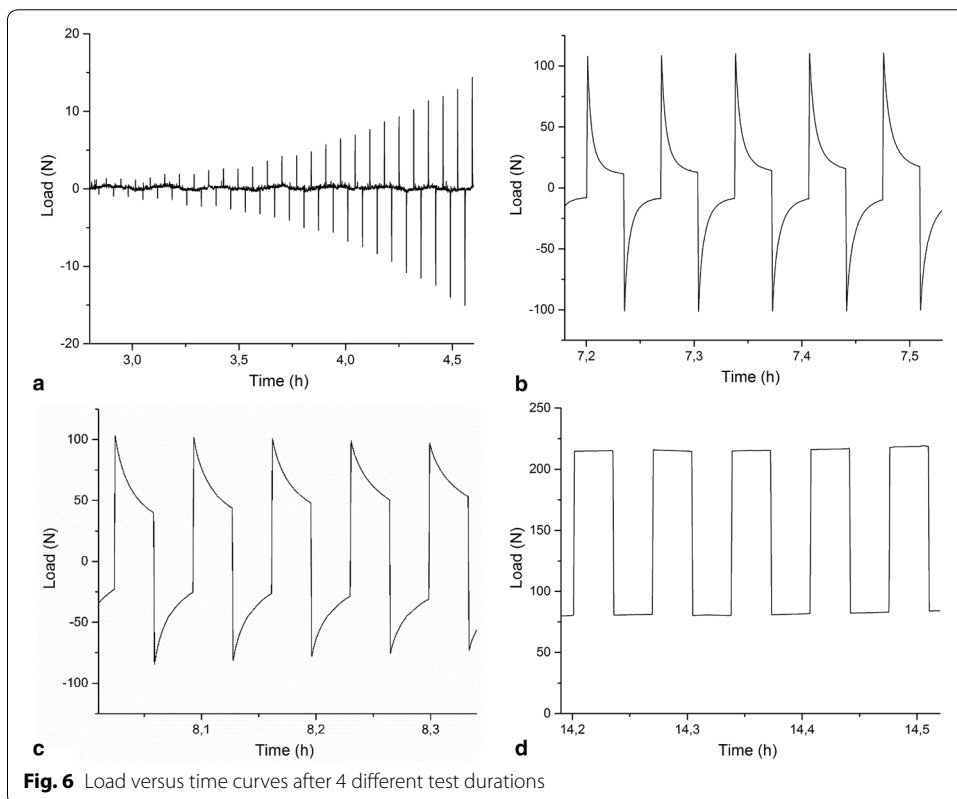 20
10
0
-10
-20
Load (N)
3,0 3,5 4,0 4,5
Time (h)
a
100
50
0
-50
-100
Load (N)
7,2 7,3 7,4 7,5
Time (h)
b
100
50
0
-50
-100
Load (N)
8,1 8,2 8,3
Time (h)
c
250
200
150
100
50
0
Load (N)
14,2 14,3 14,4 14,5
Time (h)
d
Fig. 6 Load versus time curves after 4 different test durations